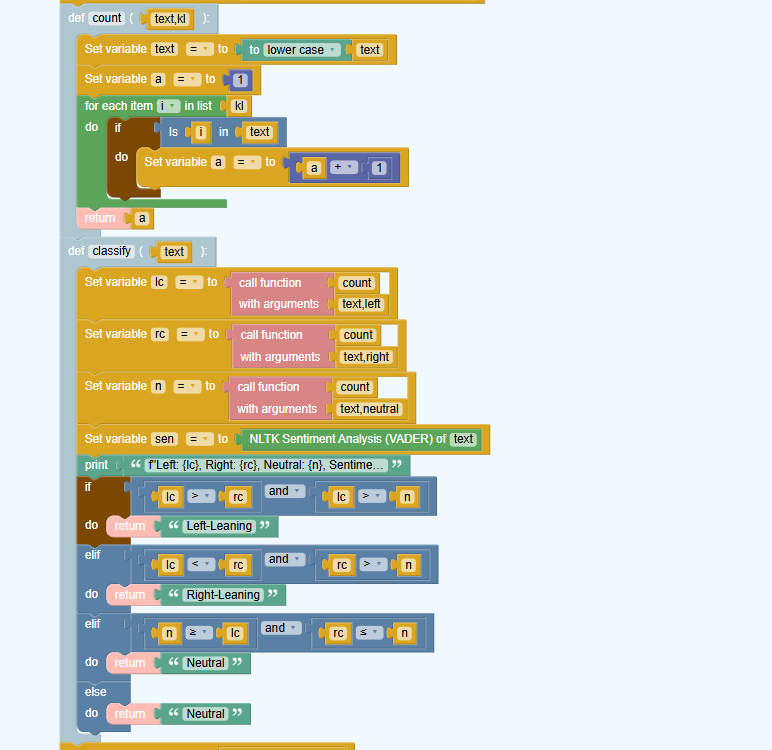 def count ( text,kl ):
Set variable text = to to lower case text
Set variable a = to 1
for each item i in list kl
do if Is i in text
do Set variable a = to a + 1
return a
def classify ( text ):
Set variable lc = to call function count
with arguments text,left
Set variable rc = to call function count
with arguments text,right
Set variable n = to call function count
with arguments text,neutral
Set variable sen = to NLTK Sentiment Analysis (VADER) of text
print “ f"Left: {lc}, Right: {rc}, Neutral: {n}, Sentime... ”
if lc > rc and lc > n
do return “ Left-Leaning ”
elif lc < rc and rc > n
do return “ Right-Leaning ”
elif n ≥ lc and rc ≤ n
do return “ Neutral ”
else
do return “ Neutral ”